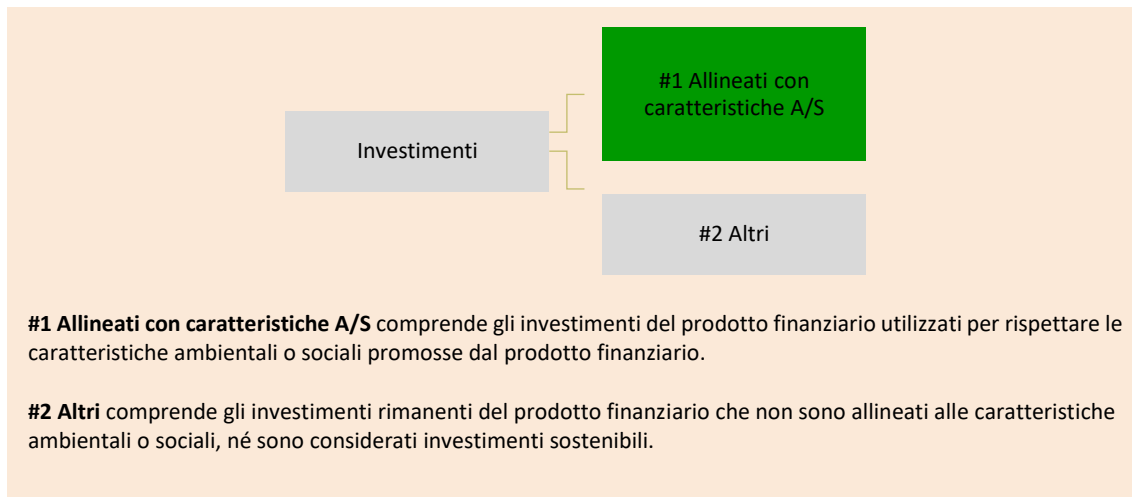 #1 Allineati con
caratteristiche A/S
Investimenti
#2 Altri
#1 Allineati con caratteristiche A/S comprende gli investimenti del prodotto finanziario utilizzati per rispettare le
caratteristiche ambientali o sociali promosse dal prodotto finanziario.
#2 Altri comprende gli investimenti rimanenti del prodotto finanziario che non sono allineati alle caratteristiche
ambientali o sociali, né sono considerati investimenti sostenibili.